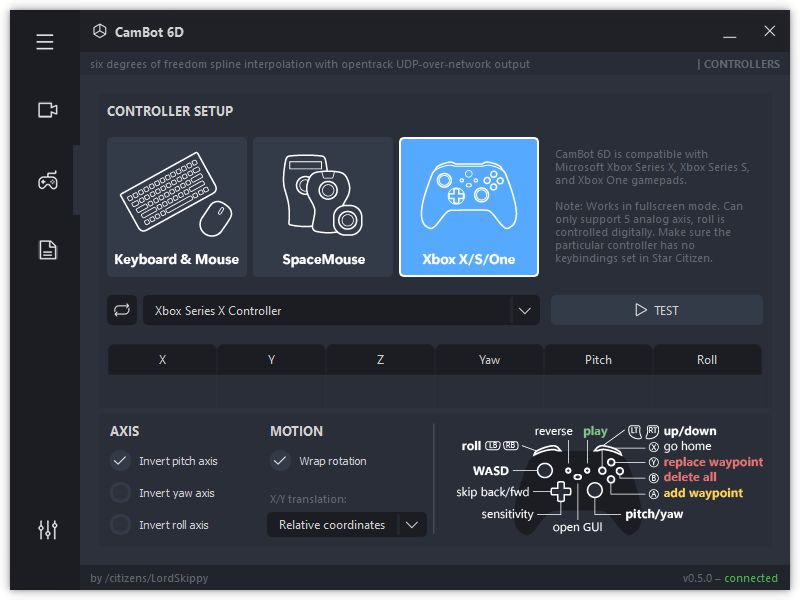 CamBot 6D
six degrees of freedom spline interpolation with opentrack UDP-over-network output
| CONTROLLERS
CONTROLLER SETUP
Keyboard & Mouse
SpaceMouse
Xbox X/S/One
CamBot 6D is compatible with
Microsoft Xbox Series X, Xbox Series S,
and Xbox One gamepads.
Note: Works in fullscreen mode. Can
only support 5 analog axis, roll is
controlled digitally. Make sure the
particular controller has no
keybindings set in Star Citizen.
Xbox Series X Controller
TEST
X Y Z Yaw Pitch Roll
AXIS
Invert pitch axis
Invert yaw axis
Invert roll axis
MOTION
Wrap rotation
X/Y translation:
Relative coordinates
reverse play LT RT up/down
roll LB RB
X go home
Y replace waypoint
WASD
B delete all
skip back/fwd
A add waypoint
sensitivity
pitch/yaw
open GUI
by /citizens/LordSkippy
v0.5.0 – connected